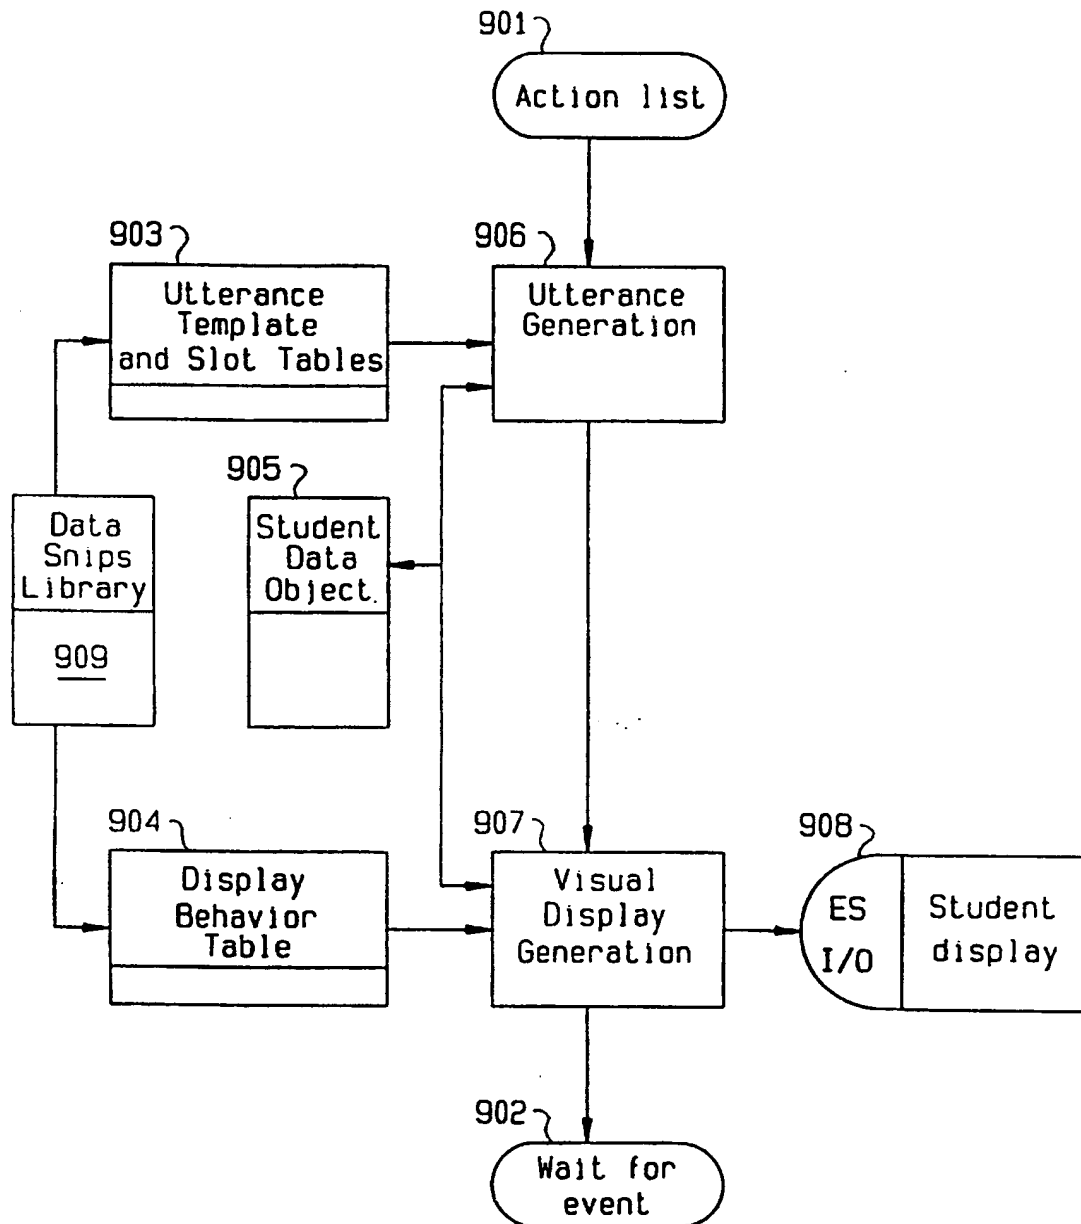 901
Action list
903
Utterance
Template
and Slot Tables
906
Utterance
Generation
905
Student
Data
Object.
Data
Snips
Library
909
904
Display
Behavior
Table
907
Visual
Display
Generation
908
ES
I/O
Student
display
902
Wait for
event